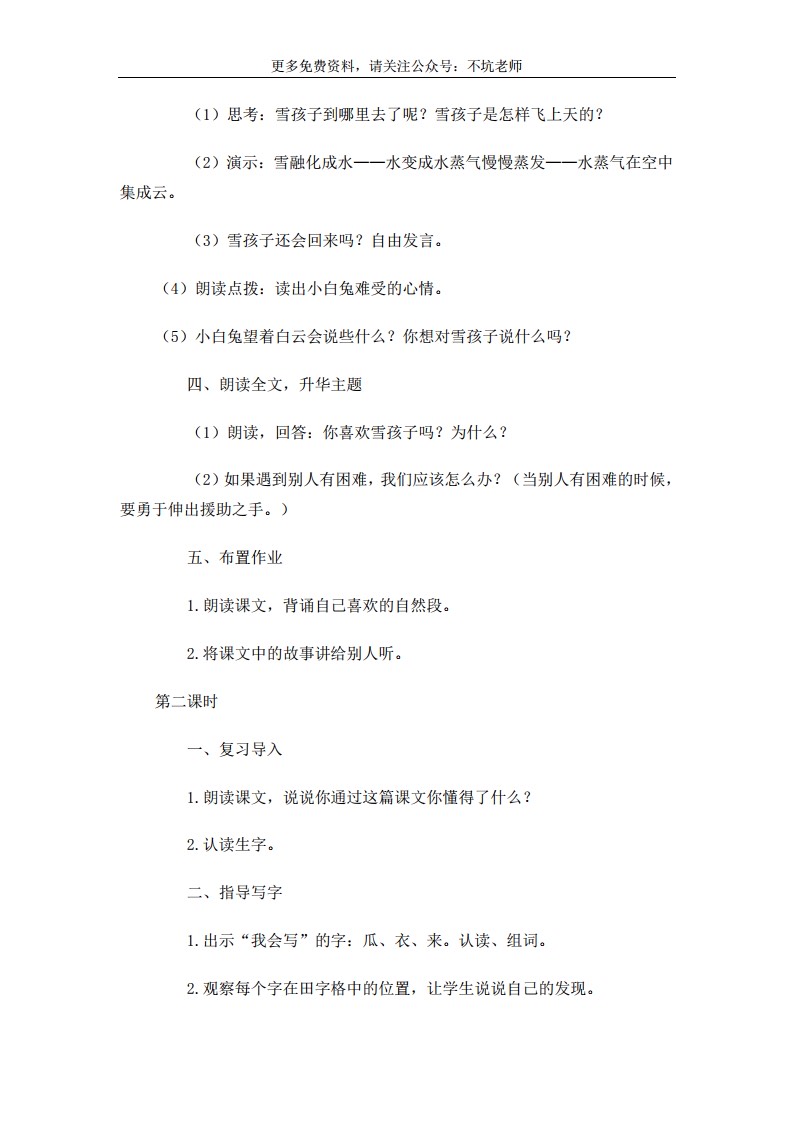 更多免费资料，请关注公众号：不坑老师
（1）思考：雪孩子到哪里去了呢？雪孩子是怎样飞上天的？
（2）演示：雪融化成水——水变成水蒸气慢慢蒸发——水蒸气在空中
集成云。
（3）雪孩子还会回来吗？自由发言。
（4）朗读点拨：读出小白兔难受的心情。
（5）小白兔望着白云会说些什么？你想对雪孩子说什么吗？
四、朗读全文，升华主题
（1）朗读，回答：你喜欢雪孩子吗？为什么？
（2）如果遇到别人有困难，我们应该怎么办？（当别人有困难的时候，
要勇于伸出援助之手。）
五、布置作业
1.朗读课文，背诵自己喜欢的自然段。
2.将课文中的故事讲给别人听。
第二课时
一、复习导入
1.朗读课文，说说你通过这篇课文你懂得了什么？
2.认读生字。
二、指导写字
1.出示“我会写”的字：瓜、衣、来。认读、组词。
2.观察每个字在田字格中的位置，让学生说说自己的发现。